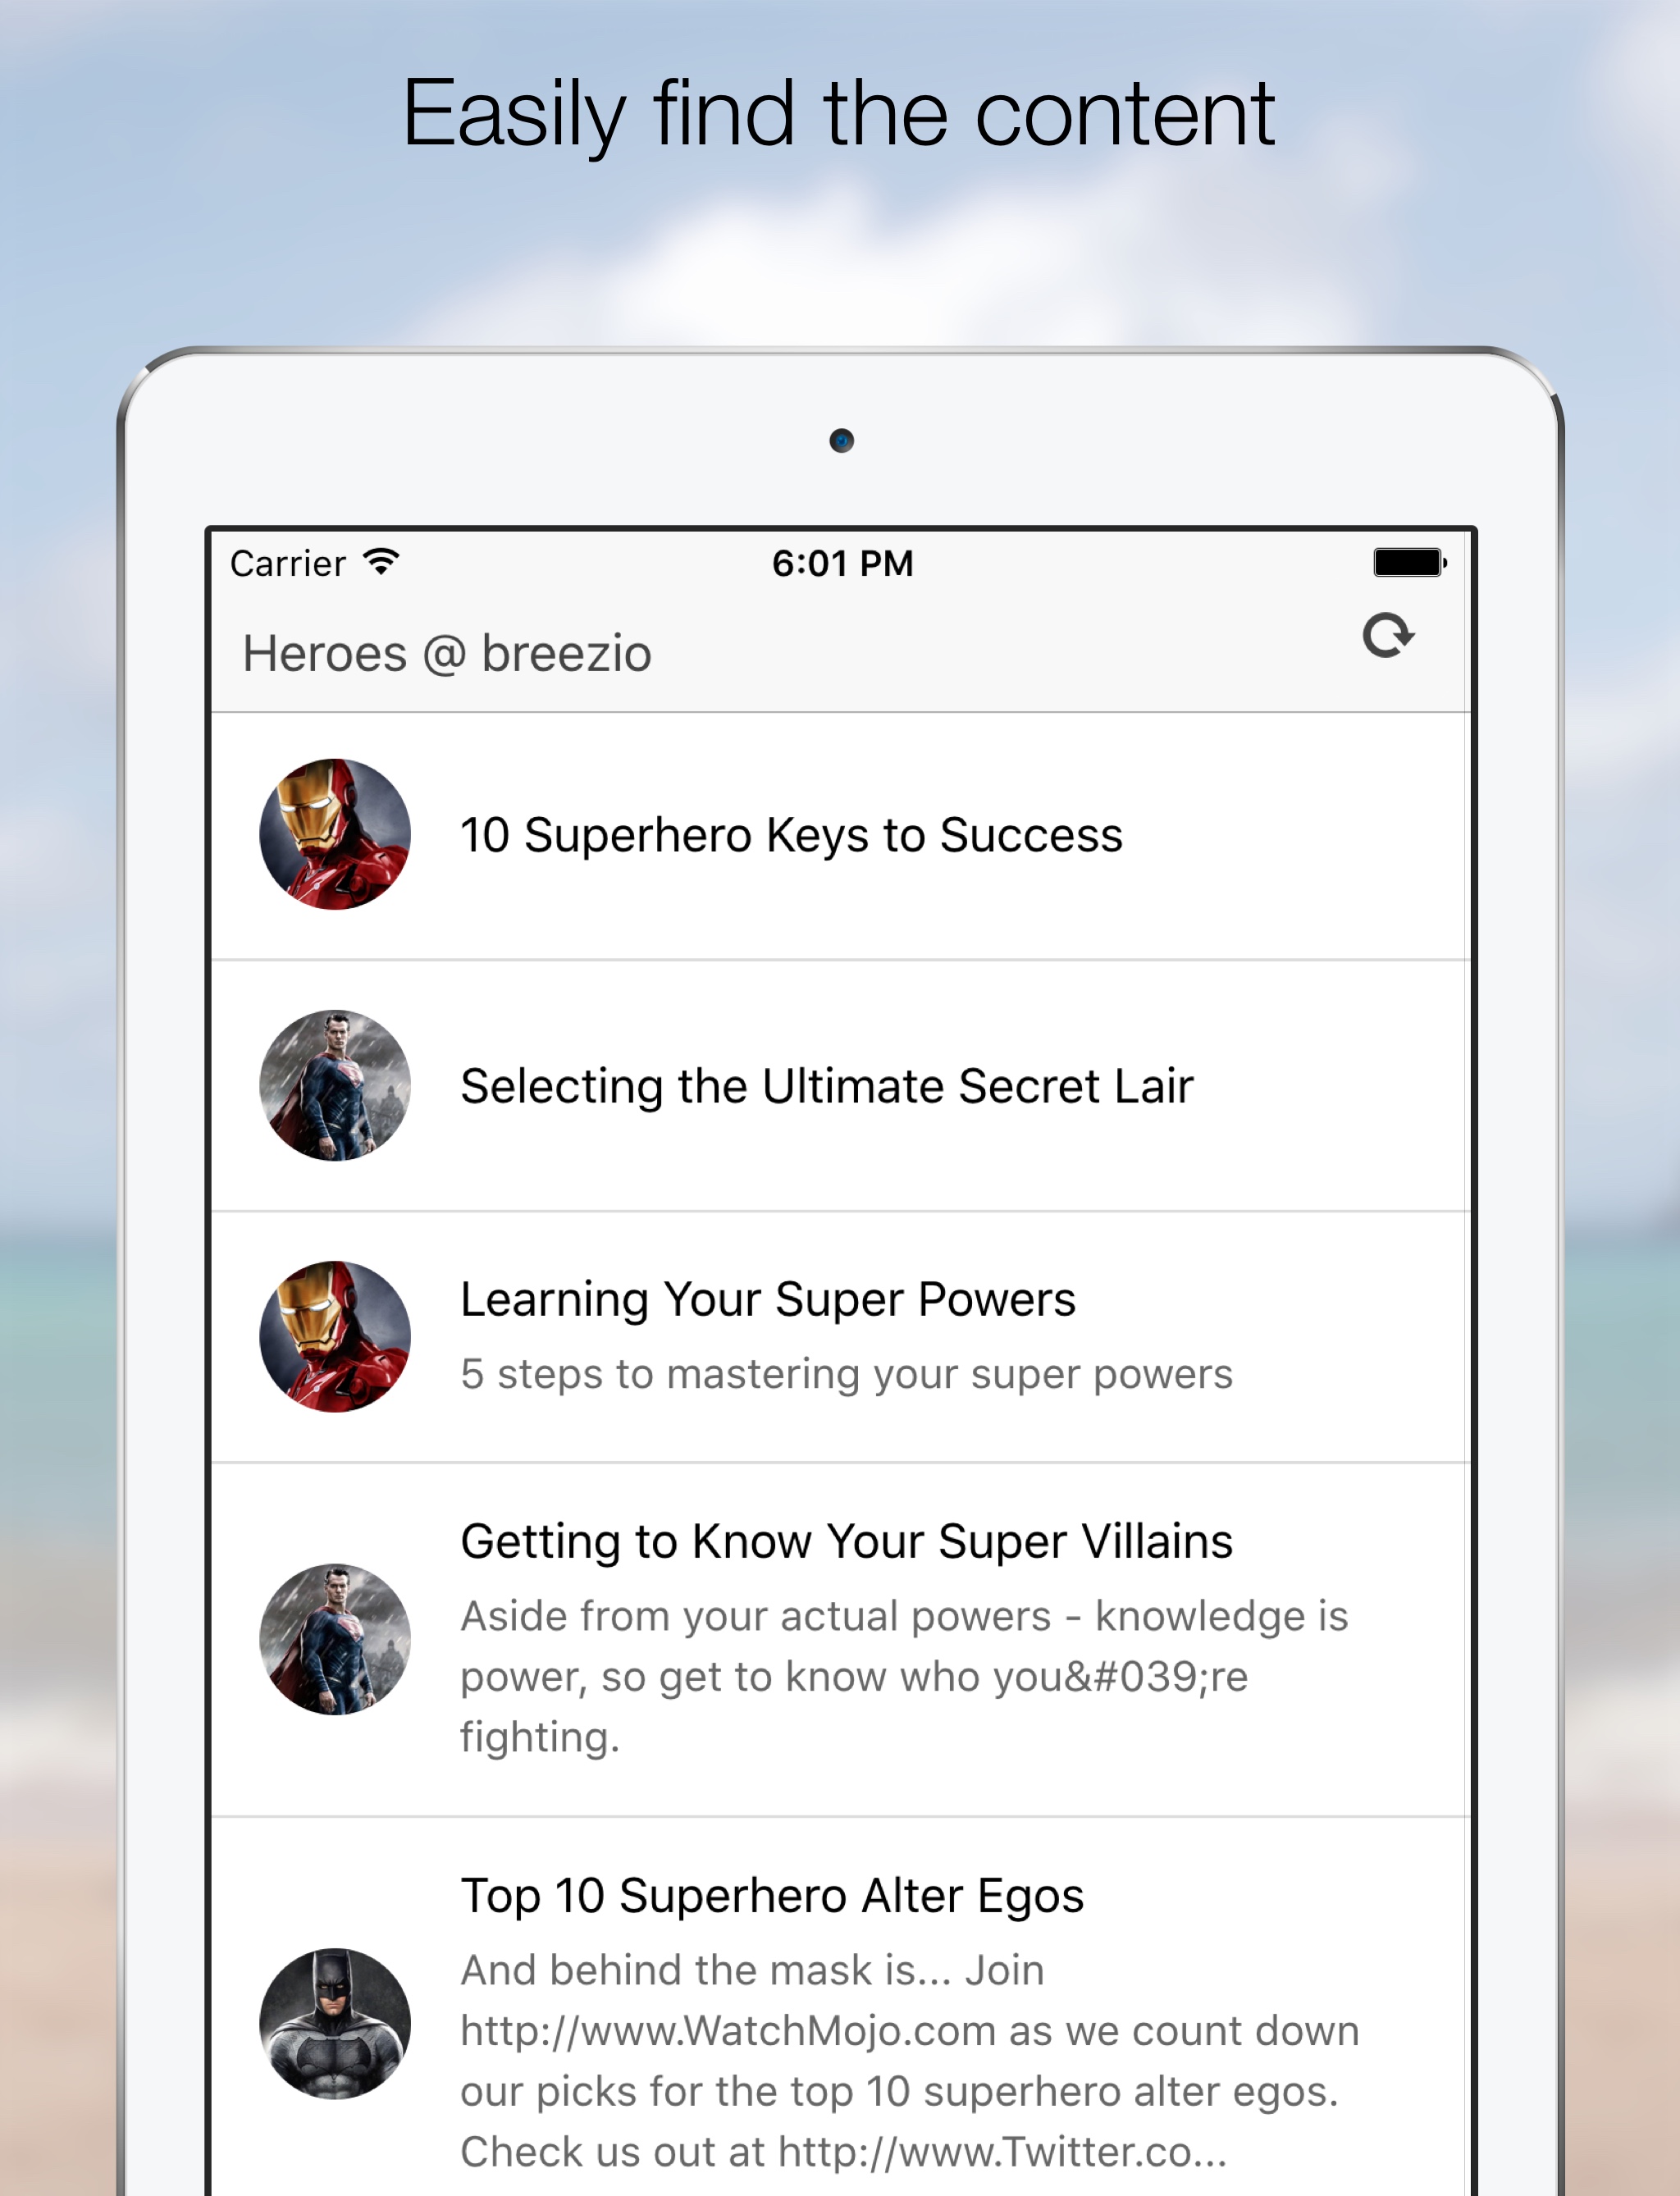 Easily find the content
Carrier
6:01 PM
Heroes @ breezio
10 Superhero Keys to Success
Selecting the Ultimate Secret Lair
Learning Your Super Powers
5 steps to mastering your super powers
Getting to Know Your Super Villains
Aside from your actual powers - knowledge is
power, so get to know who you&#039;re
fighting.
Top 10 Superhero Alter Egos
And behind the mask is... Join
http://www.WatchMojo.com as we count down
our picks for the top 10 superhero alter egos.
Check us out at http://www.Twitter.co...